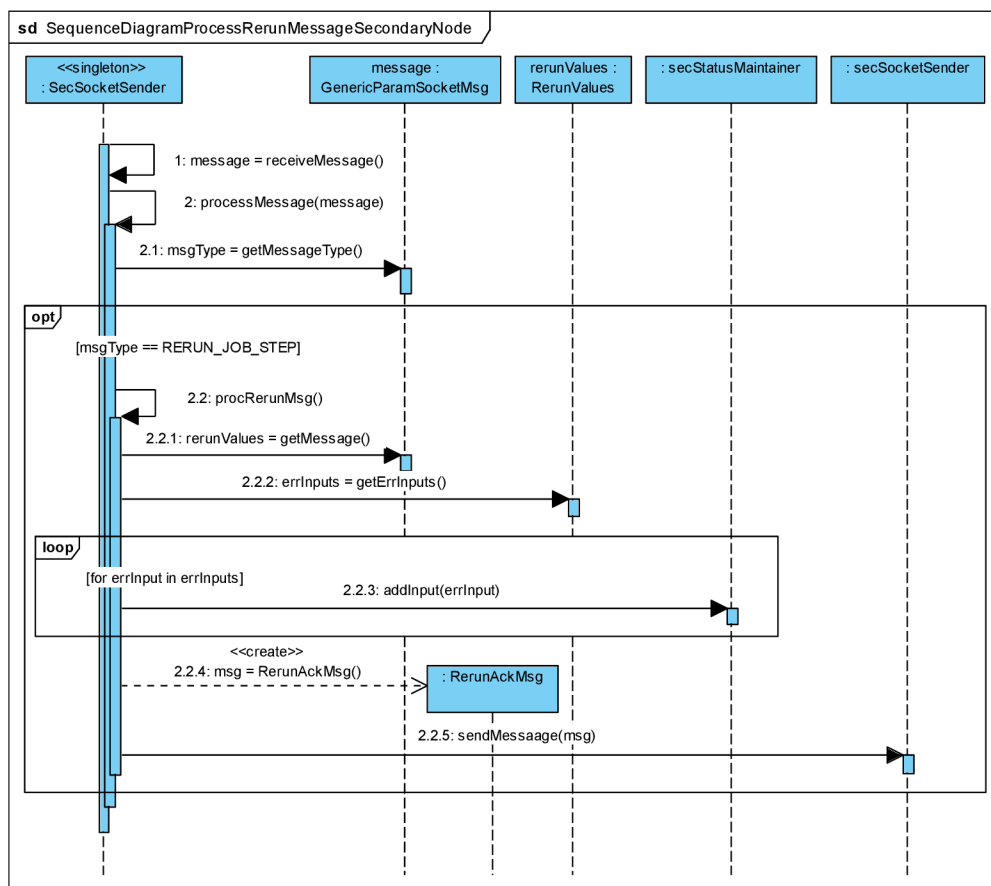 sd SequenceDiagramProcessRerunMessageSecondaryNode
<<singleton>>
: SecSocketSender
message :
GenericParamSocketMsg
rerunValues :
RerunValues
: secStatusMaintainer
: secSocketSender
1: message = receiveMessage()
2: processMessage(message)
2.1: msgType = getMessageType()
opt
[msgType == RERUN_JOB_STEP]
2.2: procRerunMsg()
2.2.1: rerunValues = getMessage()
2.2.2: errInputs = getErrInputs()
loop
[for errInput in errInputs]
2.2.3: addInput(errInput)
<<create>>
2.2.4: msg = RerunAckMsg()
: RerunAckMsg
2.2.5: sendMessaage(msg)